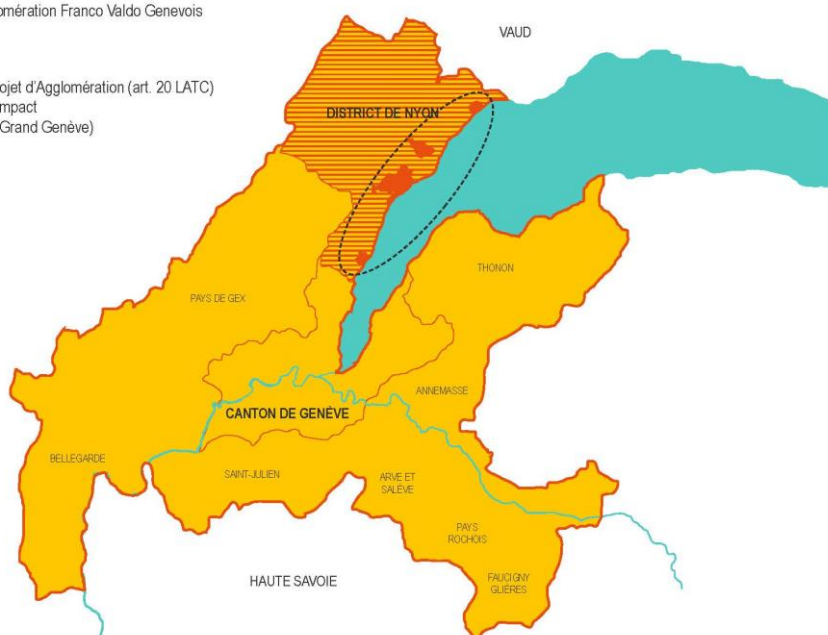 omération Franco Valdo Genevois
VAUD
ojet d'Agglomération (art. 20 LATC)
mpact
Grand Genève)
DISTRICT DE NYON
THONON
PAYS DE GEX
ANNEMASSE
CANTON DE GENÈVE
BELLEGARDE
SAINT-JULIEN
ARVE ET
SALÈVE
PAYS
ROCHOIS
HAUTE SAVOIE
FAUCIGNY
GLIÈRES